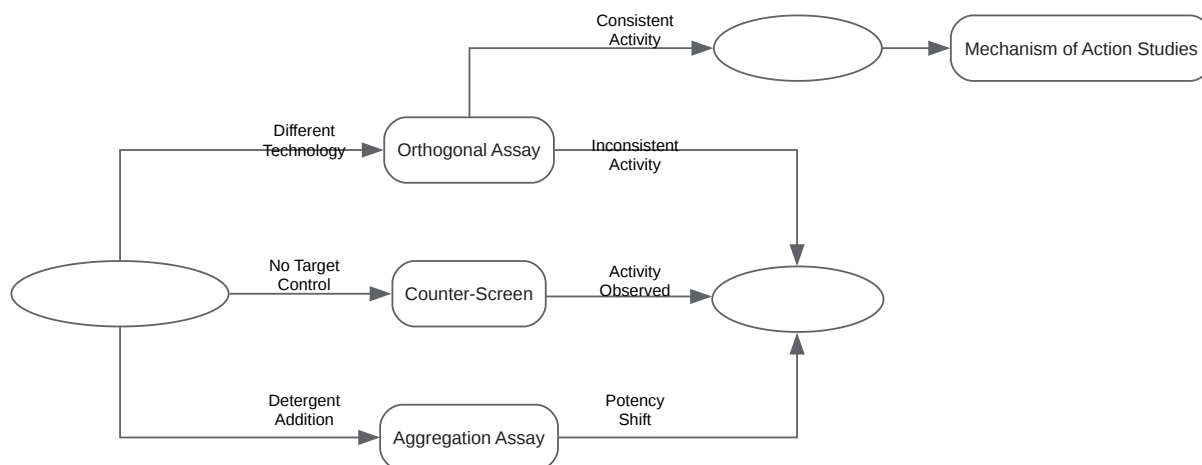 Consistent
Activity
Mechanism of Action Studies
Different
Technology
Orthogonal Assay
Inconsistent
Activity
No Target
Control
Counter-Screen
Activity
Observed
Detergent
Addition
Aggregation Assay
Potency
Shift